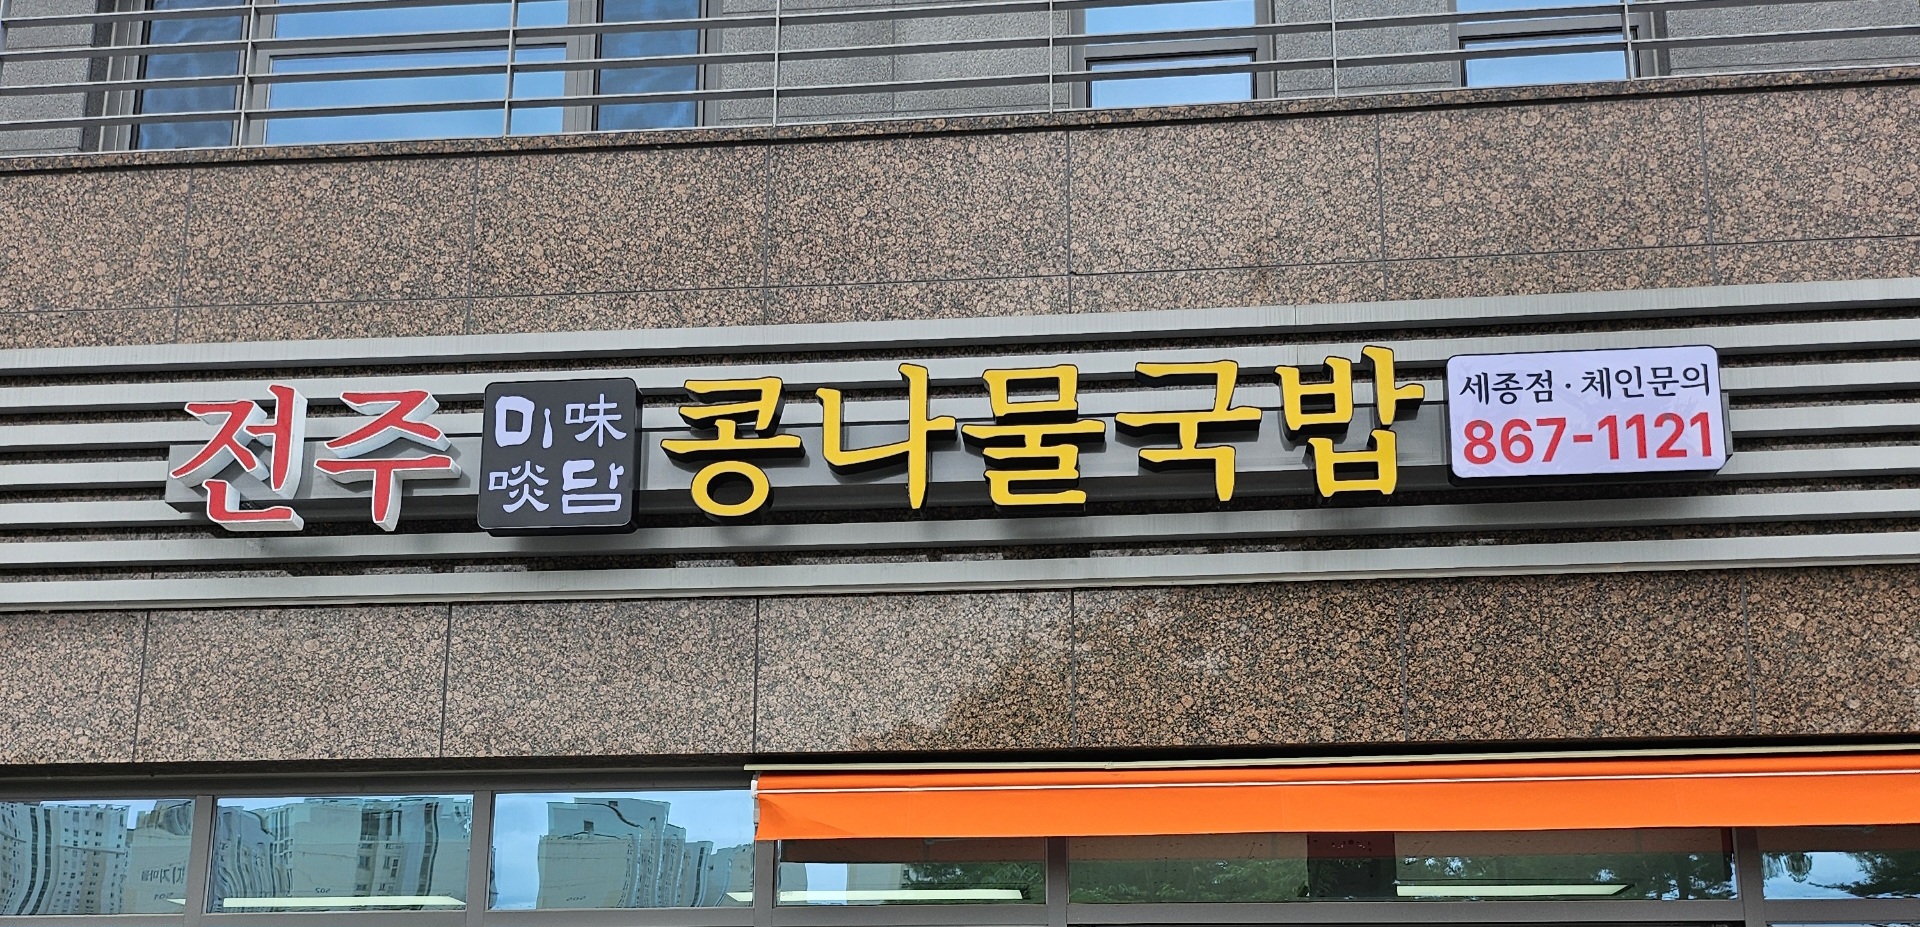 전주
미味
啖담
콩나물국밥
세종점·체인문의
867-1121